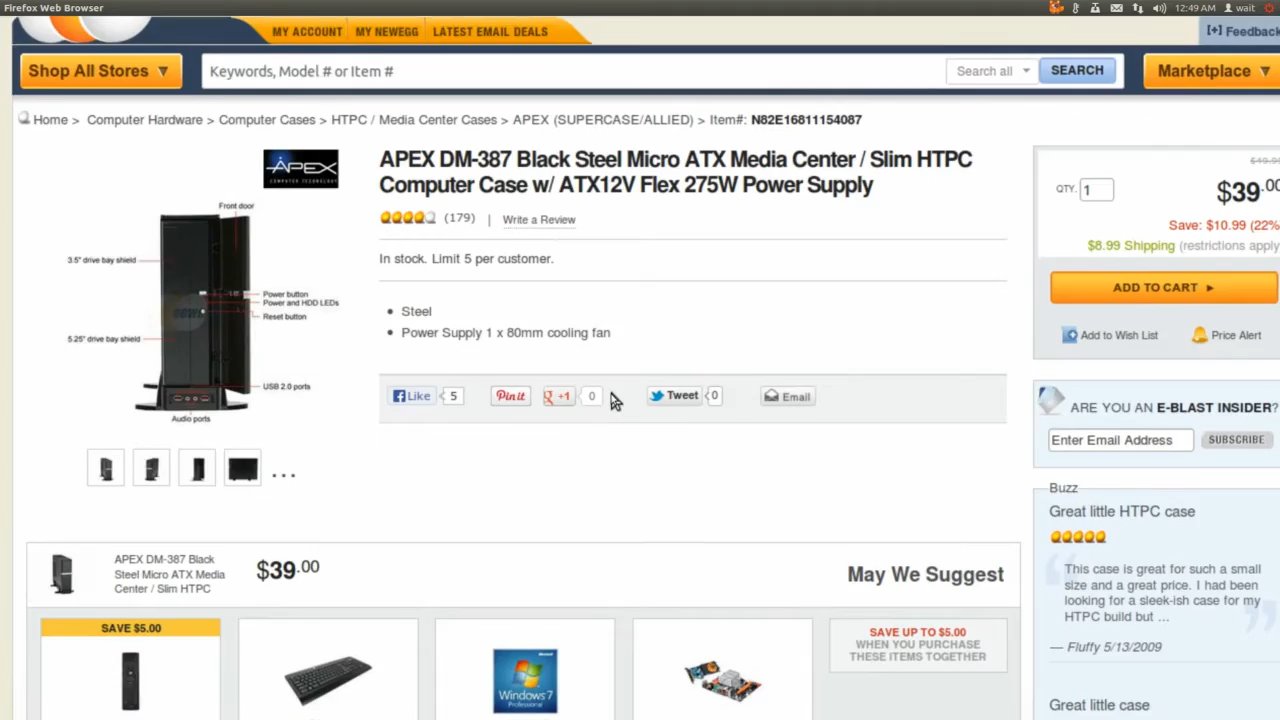 Firefox Web Browser
12:49 AM
wait
MY ACCOUNT
MY NEWEGG
LATEST EMAIL DEALS
[+] Feedback
Shop All Stores ▼
Keywords, Model # or Item #
Search all
SEARCH
Marketplace ▼
Home > Computer Hardware > Computer Cases > HTPC / Media Center Cases > APEX (SUPERCASE/ALLIED) > Item#: N82E16811154087
APEX
COMPUTER TECHNOLOGY
APEX DM-387 Black Steel Micro ATX Media Center / Slim HTPC
Computer Case w/ ATX12V Flex 275W Power Supply
(179) | Write a Review
In stock. Limit 5 per customer.
• Steel
• Power Supply 1 x 80mm cooling fan
Like 5
Pin it
+1 0
Tweet 0
Email
Front door
3.5" drive bay shield
Power button
Power and HDD LEDs
Reset button
5.25" drive bay shield
USB 2.0 ports
Audio ports
...
QTY. 1
$39.00
Save: $10.99 (22%
$8.99 Shipping (restrictions apply
ADD TO CART ►
Add to Wish List
Price Alert
ARE YOU AN E-BLAST INSIDER?
Enter Email Address
SUBSCRIBE
Buzz
Great little HTPC case
This case is great for such a small
size and a great price. I had been
looking for a sleek-ish case for my
HTPC build but ...
— Fluffy 5/13/2009
Great little case
APEX DM-387 Black
Steel Micro ATX Media
Center / Slim HTPC
$39.00
May We Suggest
SAVE $5.00
Windows 7
Professional
SAVE UP TO $5.00
WHEN YOU PURCHASE
THESE ITEMS TOGETHER